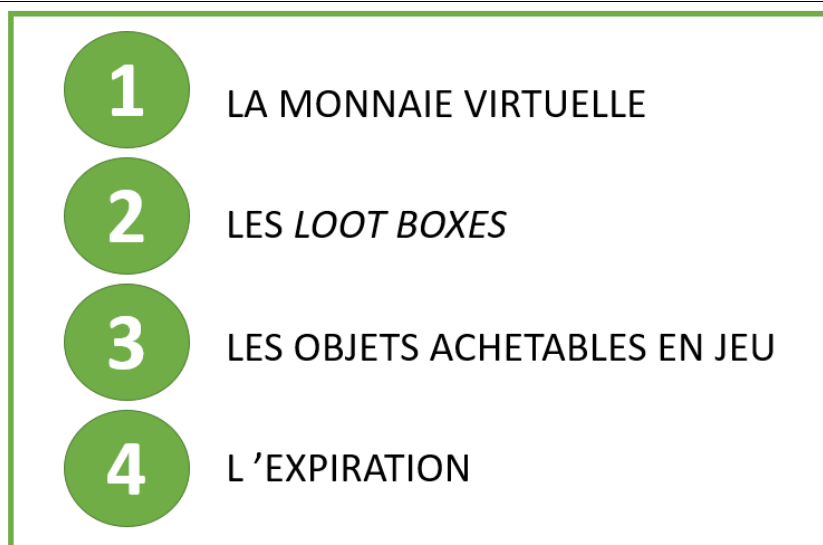 1 LA MONNAIE VIRTUELLE
2 LES LOOT BOXES
3 LES OBJETS ACHETABLES EN JEU
4 L ’EXPIRATION